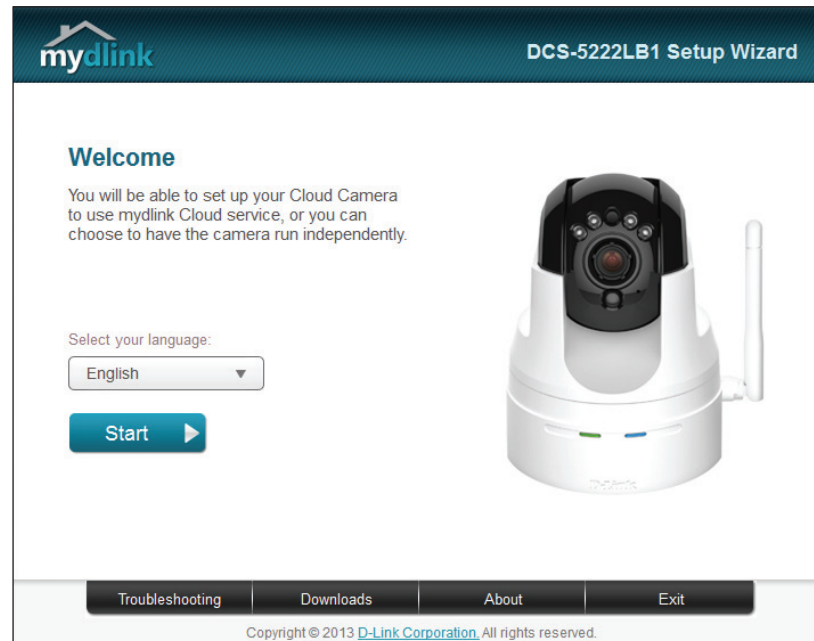 mydlink
DCS-5222LB1 Setup Wizard
Welcome
You will be able to set up your Cloud Camera
to use mydlink Cloud service, or you can
choose to have the camera run independently.
Select your language:
English
Start
D-Link
Troubleshooting Downloads About Exit
Copyright © 2013 D-Link Corporation. All rights reserved.